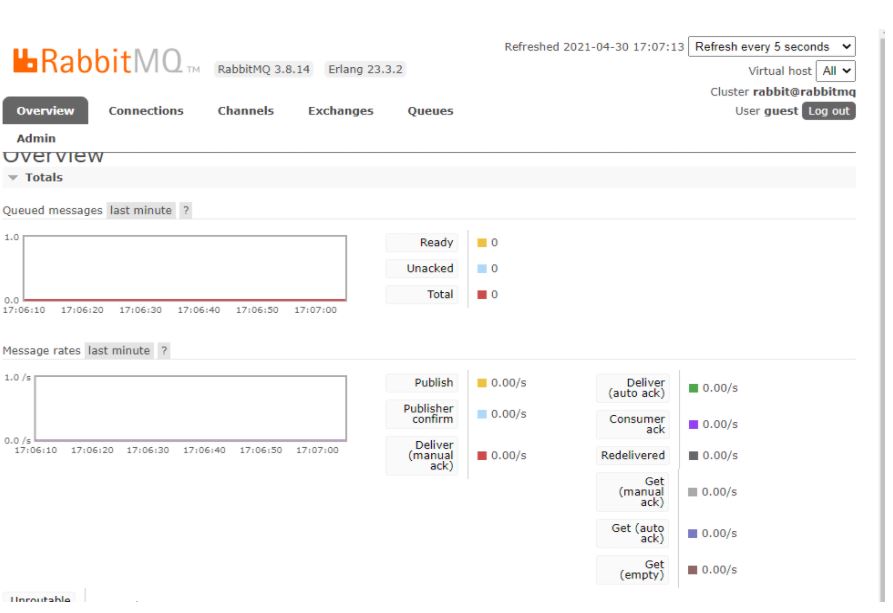 RabbitMQ TM RabbitMQ 3.8.14 Erlang 23.3.2
Refreshed 2021-04-30 17:07:13 Refresh every 5 seconds
Virtual host All
Cluster rabbit@rabbitmq
User guest Log out
Overview Connections Channels Exchanges Queues
Admin
Overview
Totals
Queued messages last minute ?
1.0
0.0
17:06:10 17:06:20 17:06:30 17:06:40 17:06:50 17:07:00
Ready 0
Unacked 0
Total 0
Message rates last minute ?
1.0 /s
0.0 /s
17:06:10 17:06:20 17:06:30 17:06:40 17:06:50 17:07:00
Publish 0.00/s
Publisher
confirm 0.00/s
Deliver
(manual
ack) 0.00/s
Deliver
(auto ack) 0.00/s
Consumer
ack 0.00/s
Redelivered 0.00/s
Get
(manual
ack) 0.00/s
Get (auto
ack) 0.00/s
Get
(empty) 0.00/s
Unroutable